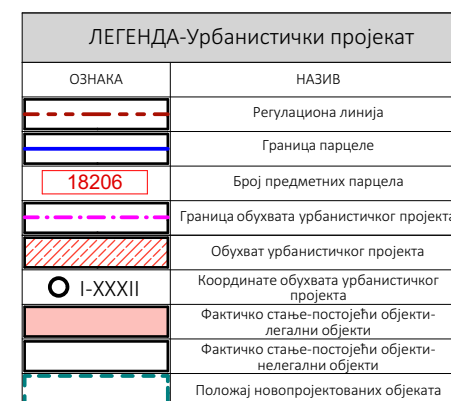 ЛЕГЕНДА-Урбанистички пројекат
ОЗНАКА НАЗИВ
Регулациона линија
Граница парцеле
18206 Број предметних парцела
Граница обухвата урбанистичког пројекта
Обухват урбанистичког пројекта
I-XXXII Координате обухвата урбанистичког
пројекта
Фактичко стање-постојећи објекти-
легални објекти
Фактичко стање-постојећи објекти-
нелегални објекти
Положај новопројектованих објеката